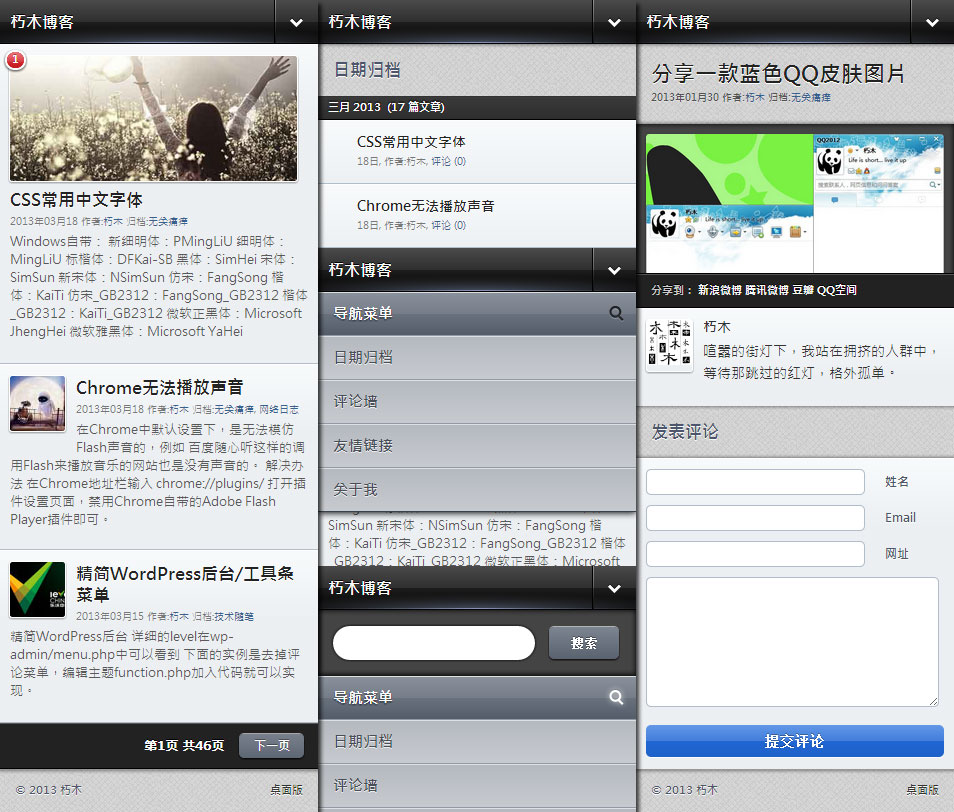 朽木博客
1
CSS常用中文字体
2013年03月18 作者:朽木 归档:无关痛痒
Windows自带： 新細明体：PMingLiU 細明体：
MingLiU 标楷体：DFKai-SB 黑体：SimHei 宋体：
SimSun 新宋体：NSimSun 仿宋：FangSong 楷
体：KaiTi 仿宋_GB2312：FangSong_GB2312 楷体
_GB2312：KaiTi_GB2312 微软正黑体：Microsoft
JhengHei 微软雅黑体：Microsoft YaHei
Chrome无法播放声音
2013年03月18 作者:朽木 归档:无关痛痒, 网络日志
在Chrome中默认设置下，是无模仿
Flash声音的，例如 百度随心听这样的调
用Flash来播放音乐的网站也是没有声音的。 解决办
法 在Chrome地址栏输入 chrome://plugins/ 打开插
件设置页面，禁用Chrome自带的Adobe Flash
Player插件即可。
精简WordPress后台/工具条
菜单
2013年03月15 作者:朽木 归档:技术随笔
精简WordPress后台 详细的level在wp-
admin/menu.php中可以看到 下面的实例是去掉评
论菜单，编辑主题function.php加入代码就可以实
现。
第1页 共46页
下一页
© 2013 朽木
桌面版
朽木博客
日期归档
三月 2013 (17 篇文章)
CSS常用中文字体
18日, 作者:朽木, 评论 (0)
Chrome无法播放声音
18日, 作者:朽木, 评论 (0)
朽木博客
导航菜单
日期归档
评论墙
友情链接
关于我
SimSun 新宋体：NSimSun 仿宋：FangSong 楷
体：KaiTi 仿宋_GB2312：FangSong_GB2312 楷体
_GB2312：KaiTi_GB2312 微软正黑体：Microsoft
朽木博客
搜索
导航菜单
日期归档
评论墙
朽木博客
分享一款蓝色QQ皮肤图片
2013年01月30 作者:朽木 归档:无关痛痒
QQ2012
朽木
Life is short... live it up
朽木
Life is short... live it up
分享到： 新浪微博 腾讯微博 豆瓣 QQ空间
朽木
喧嚣的街灯下，我站在拥挤的人群中，
等待那跳过的红灯，格外孤单。
发表评论
姓名
Email
网址
提交评论
© 2013 朽木
桌面版